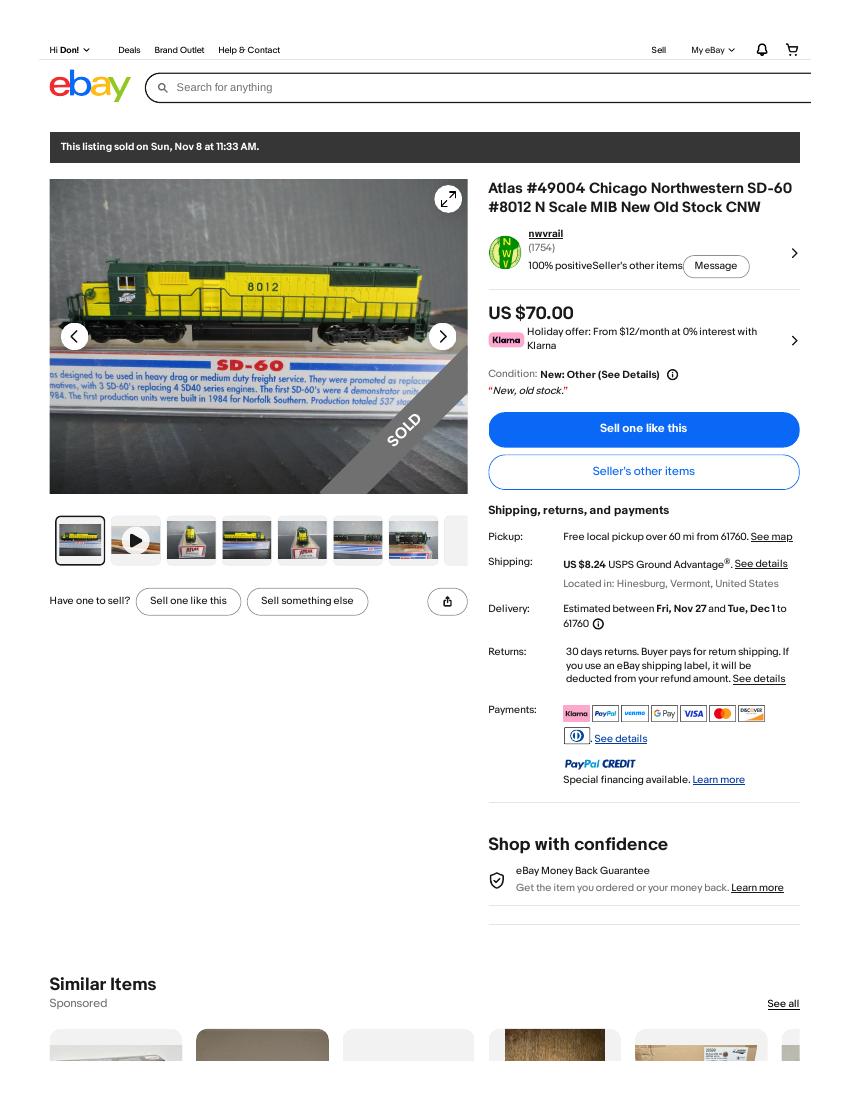 Hi Don!
Deals
Brand Outlet
Help & Contact
Sell
My eBay
ebay
Search for anything
This listing sold on Sun, Nov 8 at 11:33 AM.
8012
SD-60
as designed to be used in heavy drag or medium duty freight service. They were promoted as replacem
motives, with 3 SD-60's replacing 4 SD40 series engines. The first SD-60's were 4 demonstrator units
984. The first production units were built in 1984 for Norfolk Southern. Production totaled 537
SOLD
Have one to sell?
Sell one like this
Sell something else
Atlas #49004 Chicago Northwestern SD-60
#8012 N Scale MIB New Old Stock CNW
NWV
nwvrail
(1754)
100% positiveSeller's other items
Message
US $70.00
Klarna
Holiday offer: From $12/month at 0% interest with
Klarna
Condition: New: Other (See Details)
"New, old stock."
Sell one like this
Seller's other items
Shipping, returns, and payments
Pickup: Free local pickup over 60 mi from 61760. See map
Shipping: US $8.24 USPS Ground Advantage®. See details
Located in: Hinesburg, Vermont, United States
Delivery: Estimated between Fri, Nov 27 and Tue, Dec 1 to
61760
Returns: 30 days returns. Buyer pays for return shipping. If
you use an eBay shipping label, it will be
deducted from your refund amount. See details
Payments: Klarna PayPal venmo G Pay VISA DISCOVER
. See details
PayPal CREDIT
Special financing available. Learn more
Shop with confidence
eBay Money Back Guarantee
Get the item you ordered or your money back. Learn more
Similar Items
Sponsored
See all